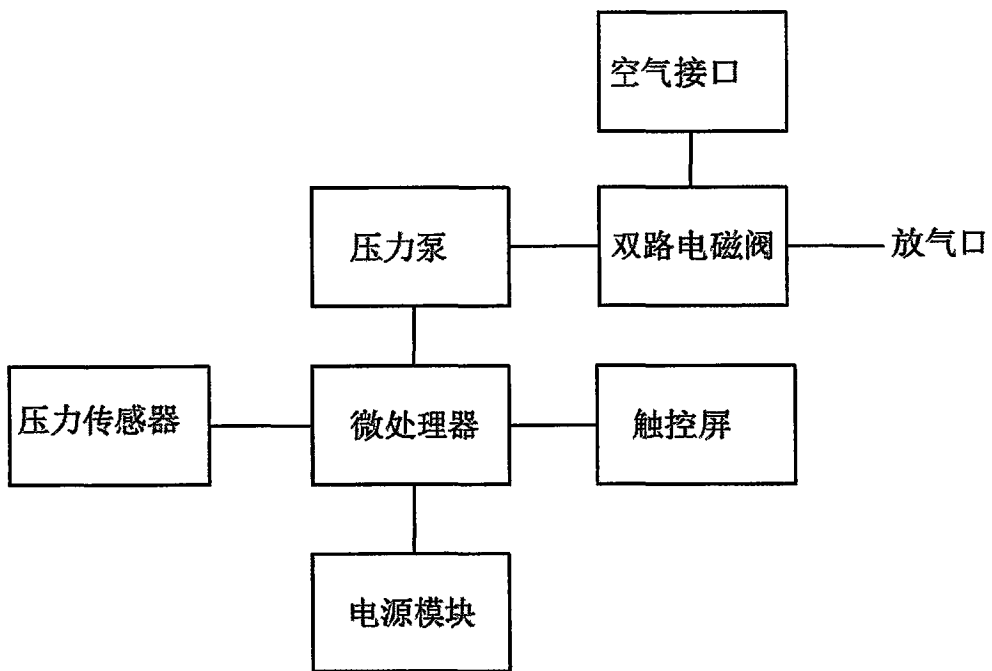 空气接口
压力泵
双路电磁阀
放气口
压力传感器
微处理器
触控屏
电源模块